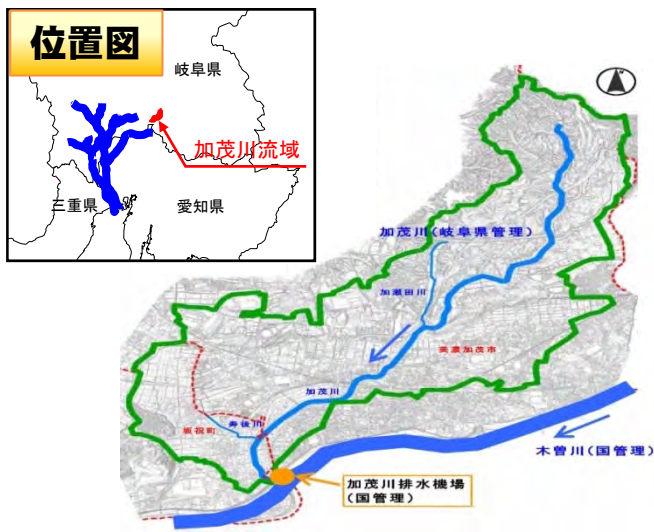 位置図
岐阜県
加茂川流域
三重県
愛知県
加茂川(岐阜県管理)
加瀬田川
美濃加茂市
加茂川
寿後川
坂祝町
木曽川(国管理)
加茂川排水機場
(国管理)